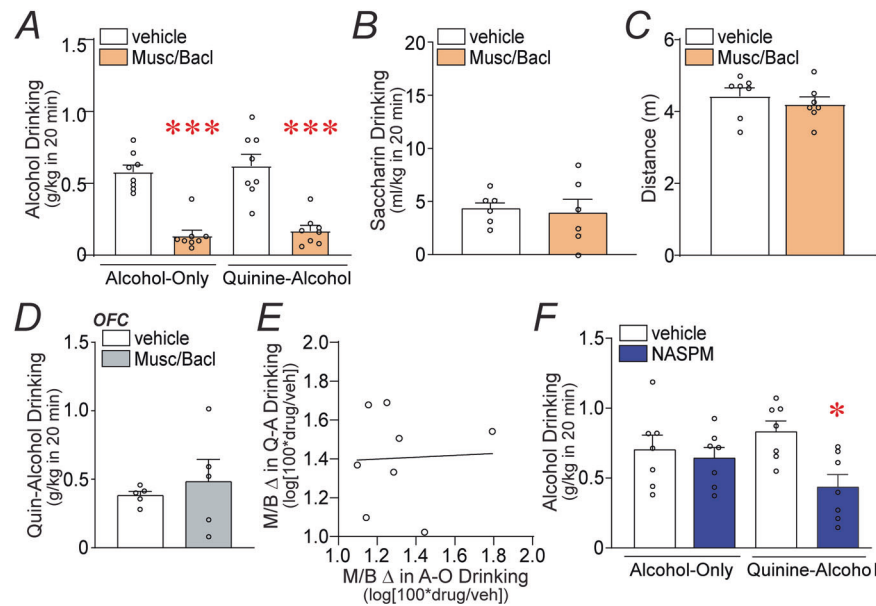 A
vehicle
Musc/Bacl
Alcohol Drinking
(g/kg in 20 min)
1.5
1.0
0.5
0
***
***
Alcohol-Only
Quinine-Alcohol
B
vehicle
Musc/Bacl
Saccharin Drinking
(ml/kg in 20 min)
20
15
10
5
0
C
vehicle
Musc/Bacl
Distance (m)
6
4
2
0
D
OFC
vehicle
Musc/Bacl
Quin-Alcohol Drinking
(g/kg in 20 min)
1.5
1.0
0.5
0
E
M/B Δ in Q-A Drinking
(log[100*drug/veh])
2.0
1.8
1.6
1.4
1.2
1.0
1.0 1.2 1.4 1.6 1.8 2.0
M/B Δ in A-O Drinking
(log[100*drug/veh])
F
vehicle
NASPM
Alcohol Drinking
(g/kg in 20 min)
1.5
1.0
0.5
0
*
Alcohol-Only
Quinine-Alcohol